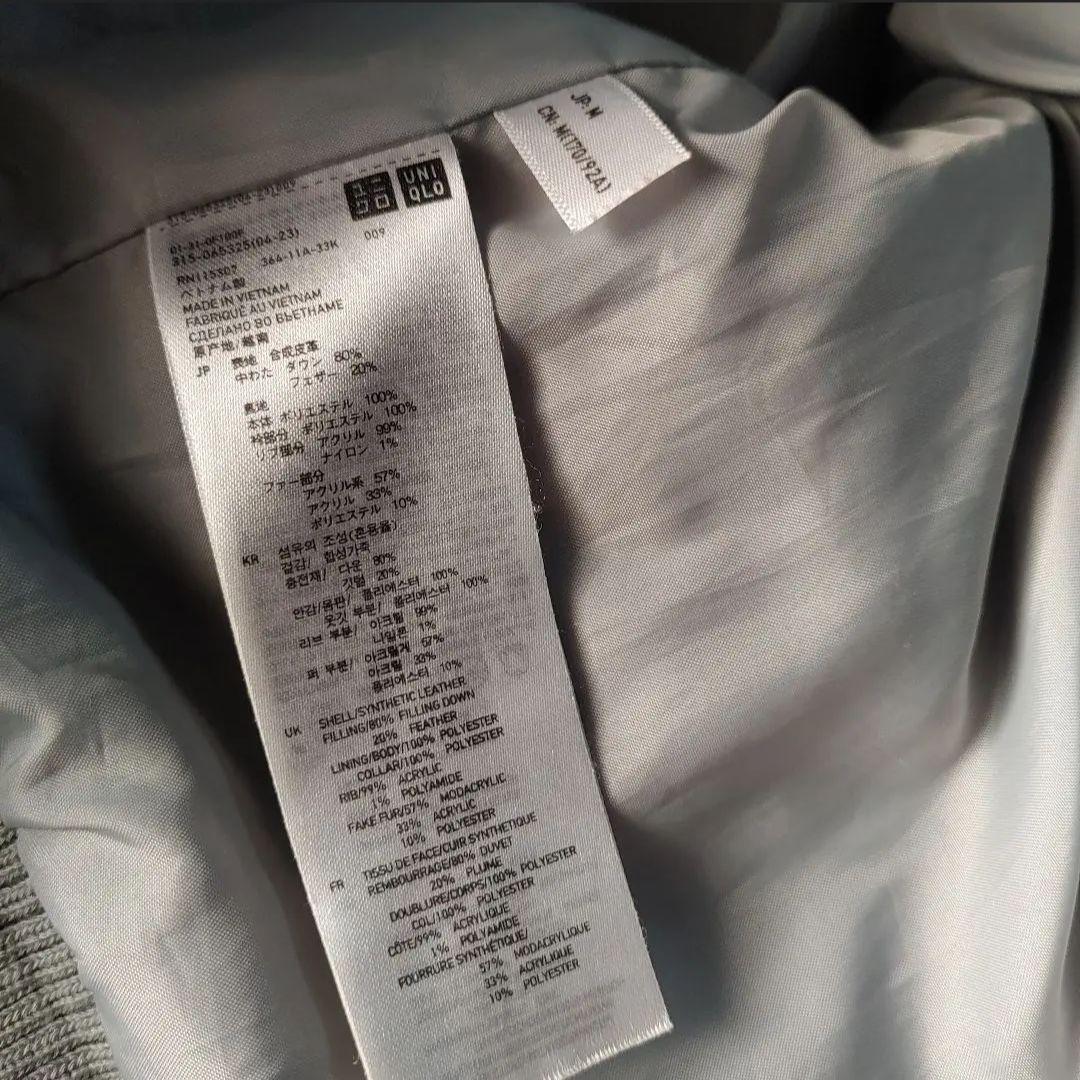 ユニ
クロ
UNI
QLO
JP: M
CN: M(170/92A)
315-0A5325(04-23)
364-11A-33K
009
ベトナム製
MADE IN VIETNAM
FABRIQUÉ AU VIETNAM
СДЕЛАНО ВО ВЬЕТНАМЕ
原产地/越南
JP 表地 合成皮革
中わた ダウン 80%
フェザー 20%
裏地
本体 ポリエステル 100%
衿部分 ポリエステル 100%
リブ部分 アクリル 99%
ナイロン 1%
ファー部分
アクリル系 57%
アクリル 33%
ポリエステル 10%
KR 섬유의 조성(혼용율)
겉감/ 합성가죽
충전재/ 다운 80%
깃털 20%
안감/몸판/ 폴리에스터 100%
옷깃 부분/ 폴리에스터 100%
리브 부분/ 아크릴 99%
나일론 1%
퍼 부분/ 아크릴계 57%
아크릴 33%
폴리에스터 10%
UK SHELL/SYNTHETIC LEATHER
FILLING/80% FILLING DOWN
20% FEATHER
LINING/BODY/100% POLYESTER
COLLAR/100% POLYESTER
RIB/99% ACRYLIC
1% POLYAMIDE
FAKE FUR/57% MODACRYLIC
33% ACRYLIC
10% POLYESTER
FR TISSU DE FACE/CUIR SYNTHETIQUE
REMBOURRAGE/80% DUVET
20% PLUME
DOUBLURE/CORPS/100% POLYESTER
COL/100% POLYESTER
CÔTE/99% ACRYLIQUE
1% POLYAMIDE
FOURRURE SYNTHÉTIQUE/
57% MODACRYLIQUE
33% ACRYLIQUE
10% POLYESTER